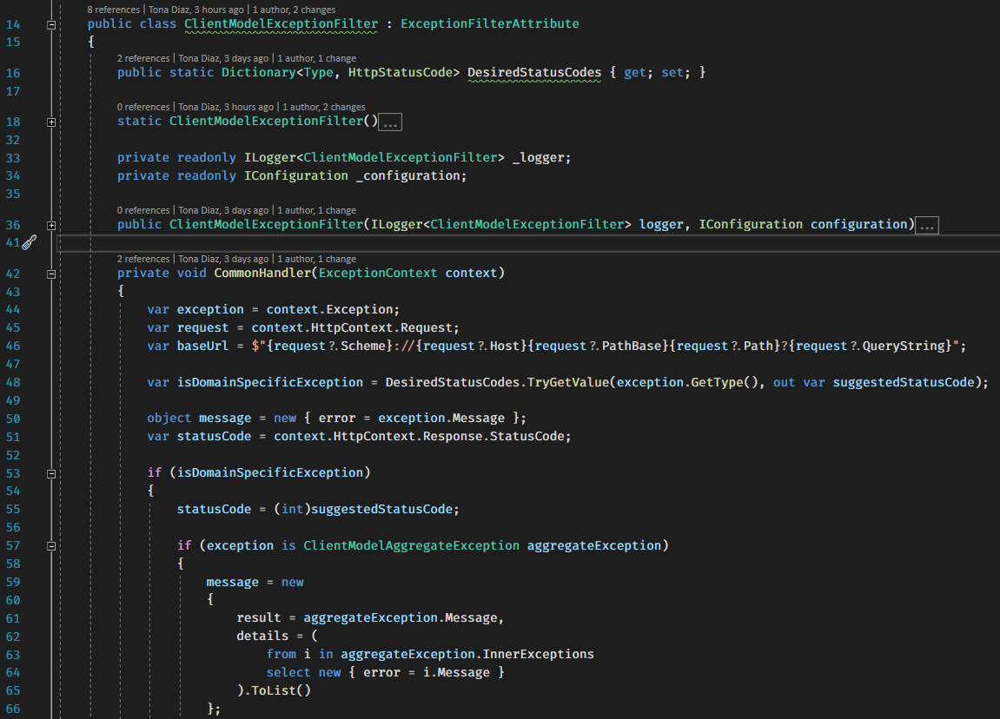 8 references | Tona Diaz, 3 hours ago | 1 author, 2 changes
14 public class ClientModelExceptionFilter : ExceptionFilterAttribute
15 {
2 references | Tona Diaz, 3 days ago | 1 author, 1 change
16 public static Dictionary<Type, HttpStatusCode> DesiredStatusCodes { get; set; }
17
0 references | Tona Diaz, 3 hours ago | 1 author, 2 changes
18 static ClientModelExceptionFilter()...
32
33 private readonly ILogger<ClientModelExceptionFilter> _logger;
34 private readonly IConfiguration _configuration;
35
0 references | Tona Diaz, 3 days ago | 1 author, 1 change
36 public ClientModelExceptionFilter(ILogger<ClientModelExceptionFilter> logger, IConfiguration configuration)...
41
2 references | Tona Diaz, 3 days ago | 1 author, 1 change
42 private void CommonHandler(ExceptionContext context)
43 {
44 var exception = context.Exception;
45 var request = context.HttpContext.Request;
46 var baseUrl = $"{request?.Scheme}://{request?.Host}{request?.PathBase}{request?.Path}?{request?.QueryString}";
47
48 var isDomainSpecificException = DesiredStatusCodes.TryGetValue(exception.GetType(), out var suggestedStatusCode);
49
50 object message = new { error = exception.Message };
51 var statusCode = context.HttpContext.Response.StatusCode;
52
53 if (isDomainSpecificException)
54 {
55 statusCode = (int)suggestedStatusCode;
56
57 if (exception is ClientModelAggregateException aggregateException)
58 {
59 message = new
60 {
61 result = aggregateException.Message,
62 details = (
63 from i in aggregateException.InnerExceptions
64 select new { error = i.Message }
65 ).ToList()
66 };